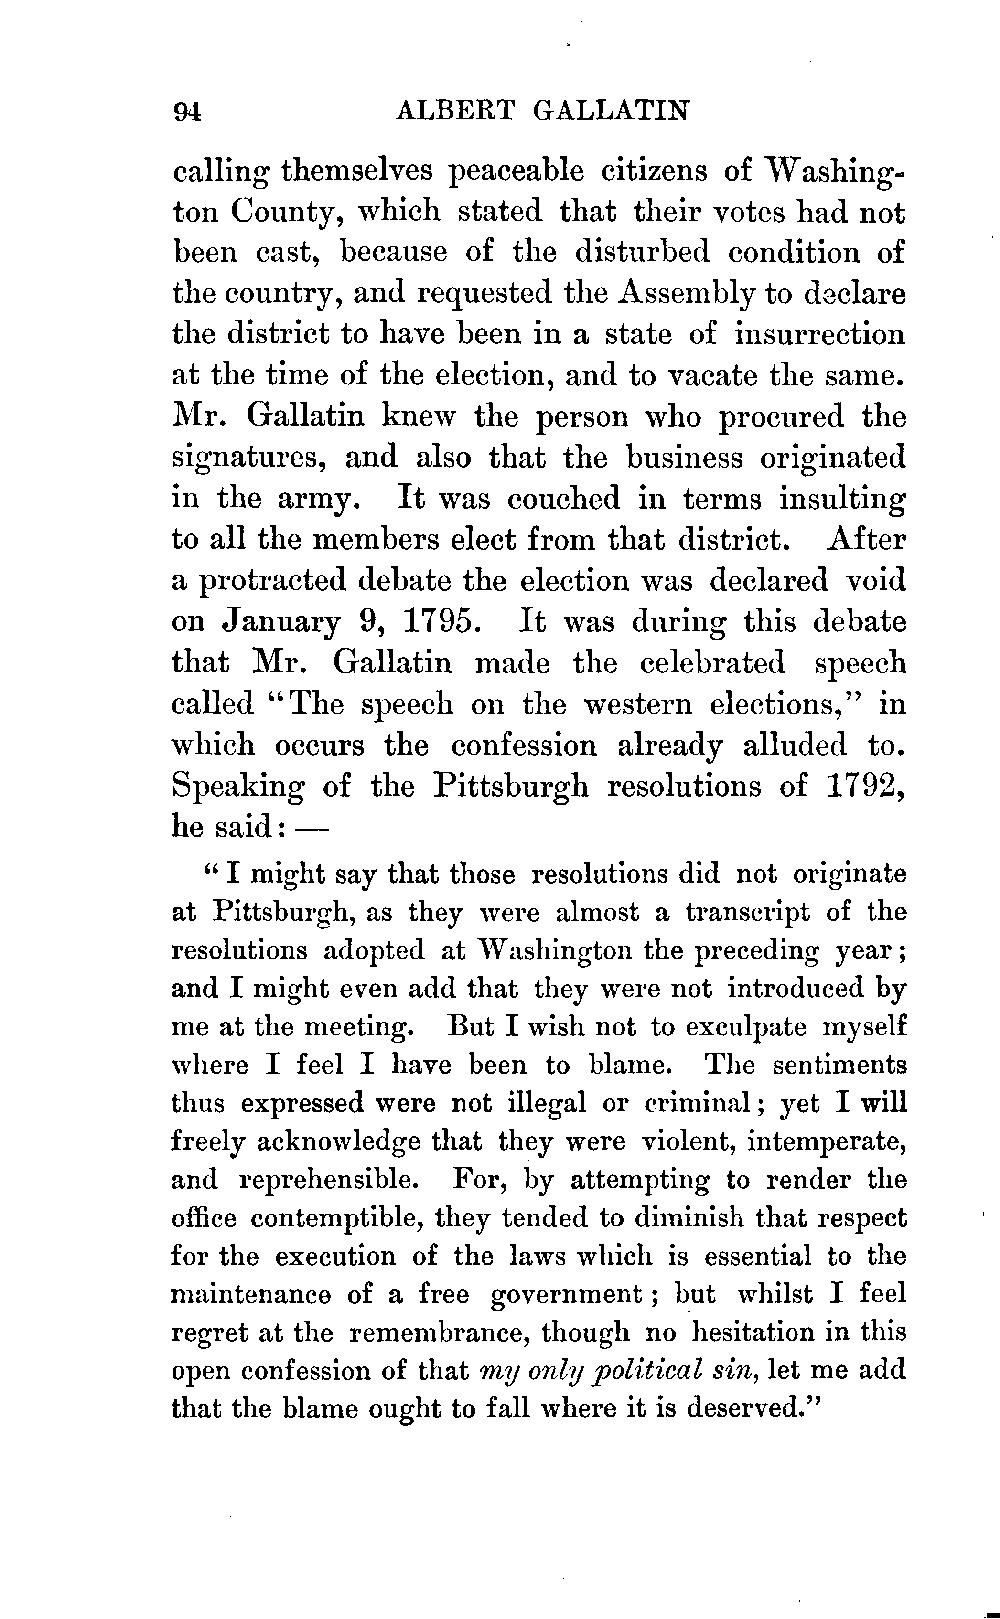 94 ALBERT GALLATIN
calling themselves peaceable citizens of Washing-
ton County, which stated that their votes had not
been cast, because of the disturbed condition of
the country, and requested the Assembly to declare
the district to have been in a state of insurrection
at the time of the election, and to vacate the same.
Mr. Gallatin knew the person who procured the
signatures, and also that the business originated
in the army. It was couched in terms insulting
to all the members elect from that district. After
a protracted debate the election was declared void
on January 9, 1795. It was during this debate
that Mr. Gallatin made the celebrated speech
called "The speech on the western elections," in
which occurs the confession already alluded to.
Speaking of the Pittsburgh resolutions of 1792,
he said: —
"I might say that those resolutions did not originate
at Pittsburgh, as they were almost a transcript of the
resolutions adopted at Washington the preceding year;
and I might even add that they were not introduced by
me at the meeting. But I wish not to exculpate myself
where I feel I have been to blame. The sentiments
thus expressed were not illegal or criminal; yet I will
freely acknowledge that they were violent, intemperate,
and reprehensible. For, by attempting to render the
office contemptible, they tended to diminish that respect
for the execution of the laws which is essential to the
maintenance of a free government; but whilst I feel
regret at the remembrance, though no hesitation in this
open confession of that my only political sin, let me add
that the blame ought to fall where it is deserved."